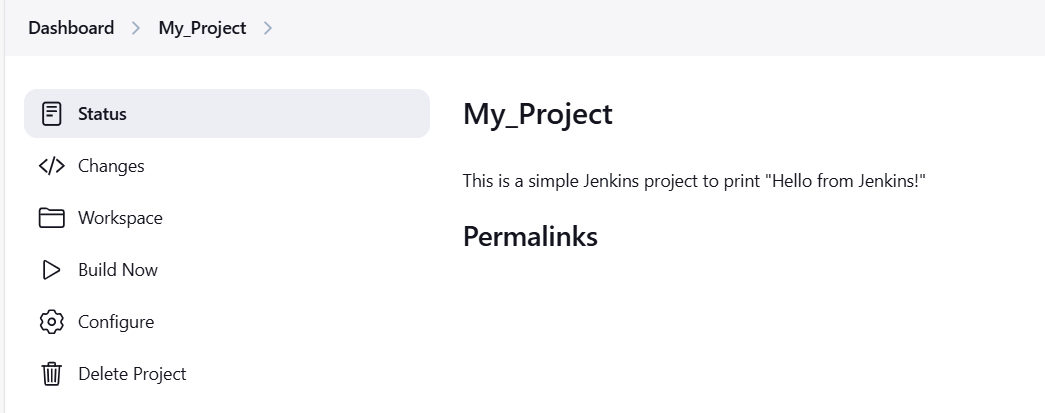 Dashboard > My_Project >
Status
Changes
Workspace
Build Now
Configure
Delete Project
My_Project
This is a simple Jenkins project to print "Hello from Jenkins!"
Permalinks